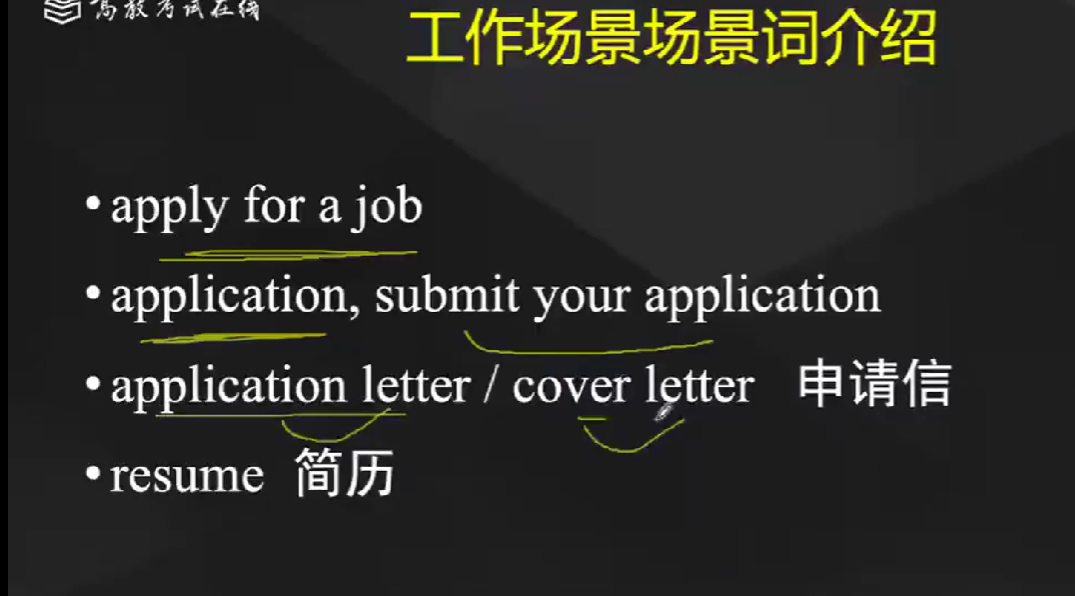 高教考试在线
工作场景场景词介绍
•apply for a job
•application, submit your application
•application letter / cover letter 申请信
•resume 简历